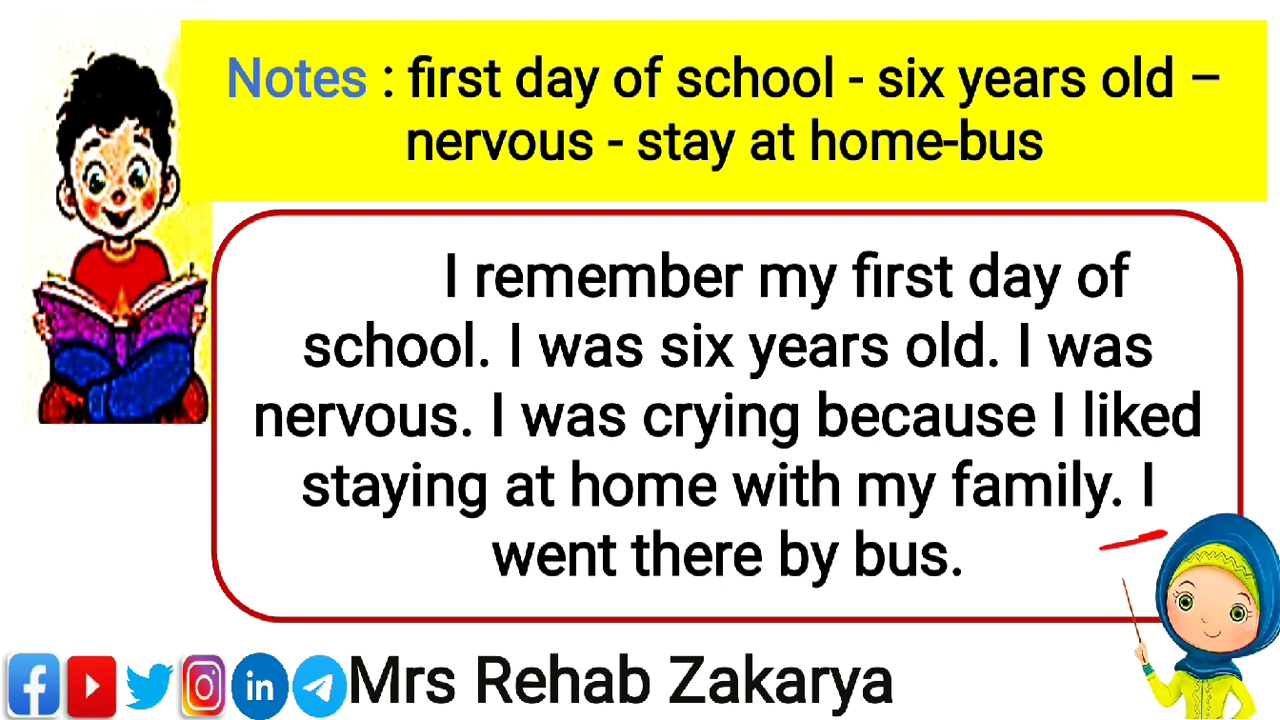 Notes : first day of school - six years old –
nervous - stay at home-bus
I remember my first day of
school. I was six years old. I was
nervous. I was crying because I liked
staying at home with my family. I
went there by bus.
Mrs Rehab Zakarya